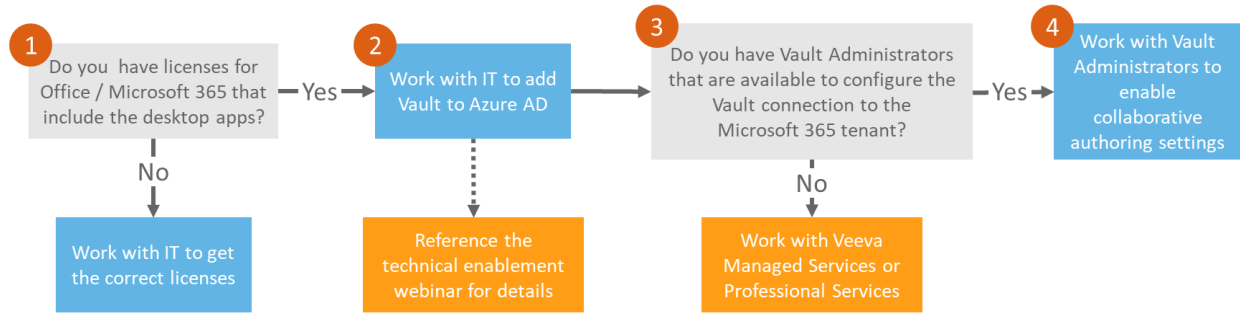 1
Do you have licenses for
Office / Microsoft 365 that
include the desktop apps?
Yes
No
Work with IT to get
the correct licenses
2
Work with IT to add
Vault to Azure AD
Reference the
technical enablement
webinar for details
3
Do you have Vault Administrators
that are available to configure the
Vault connection to the
Microsoft 365 tenant?
Yes
No
Work with Veeva
Managed Services or
Professional Services
4
Work with Vault
Administrators to
enable
collaborative
authoring settings